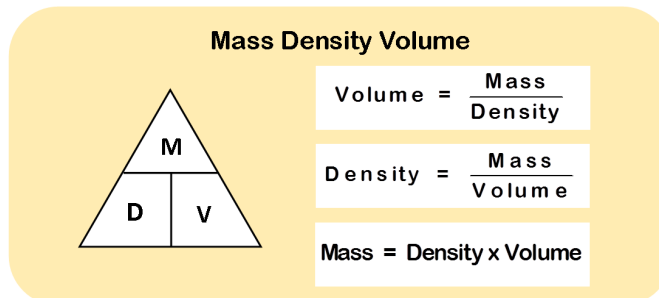 Mass Density Volume
M
D V
Volume = Mass
Density
Density = Mass
Volume
Mass = Density x Volume